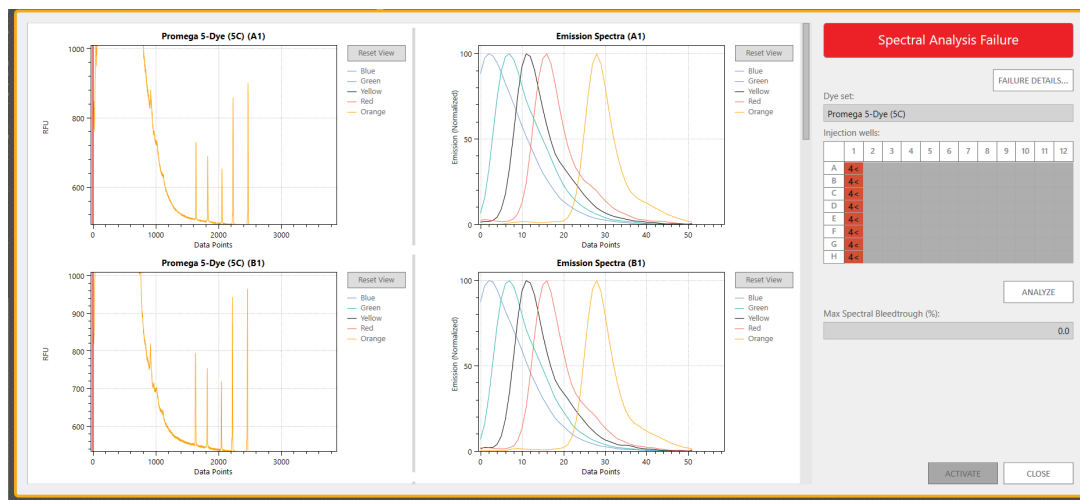 Promega 5-Dye (5C) (A1)
Reset View
Blue
Green
Yellow
Red
Orange
1000
800
600
RFU
0
1000
2000
3000
Data Points
Emission Spectra (A1)
Reset View
Blue
Green
Yellow
Red
Orange
100
50
0
Emission (Normalized)
0
10
20
30
40
50
Data Points
Promega 5-Dye (5C) (B1)
Reset View
Blue
Green
Yellow
Red
Orange
1000
900
800
700
600
RFU
0
1000
2000
3000
Data Points
Emission Spectra (B1)
Reset View
Blue
Green
Yellow
Red
Orange
100
50
0
Emission (Normalized)
0
10
20
30
40
50
Data Points
Spectral Analysis Failure
FAILURE DETAILS...
Dye set:
Promega 5-Dye (5C)
Injection wells:
1 2 3 4 5 6 7 8 9 10 11 12
A 4<
B 4<
C 4<
D 4<
E 4<
F 4<
G 4<
H 4<
ANALYZE
Max Spectral Bleedtrough (%):
0.0
ACTIVATE
CLOSE